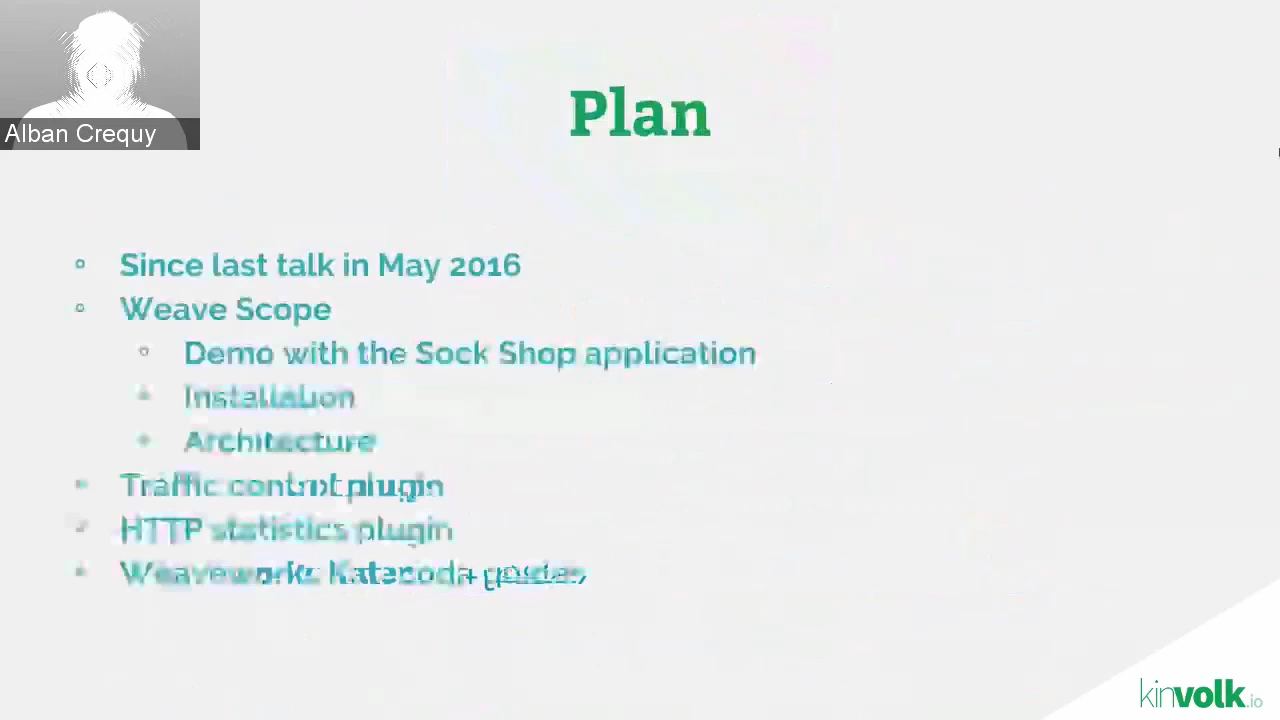 Alban Crequy
Plan
Since last talk in May 2016
Weave Scope
Demo with the Sock Shop application
Installation
Architecture
Traffic control plugin
HTTP statistics plugin
Weaveworks Katacoda
kinvolk.io